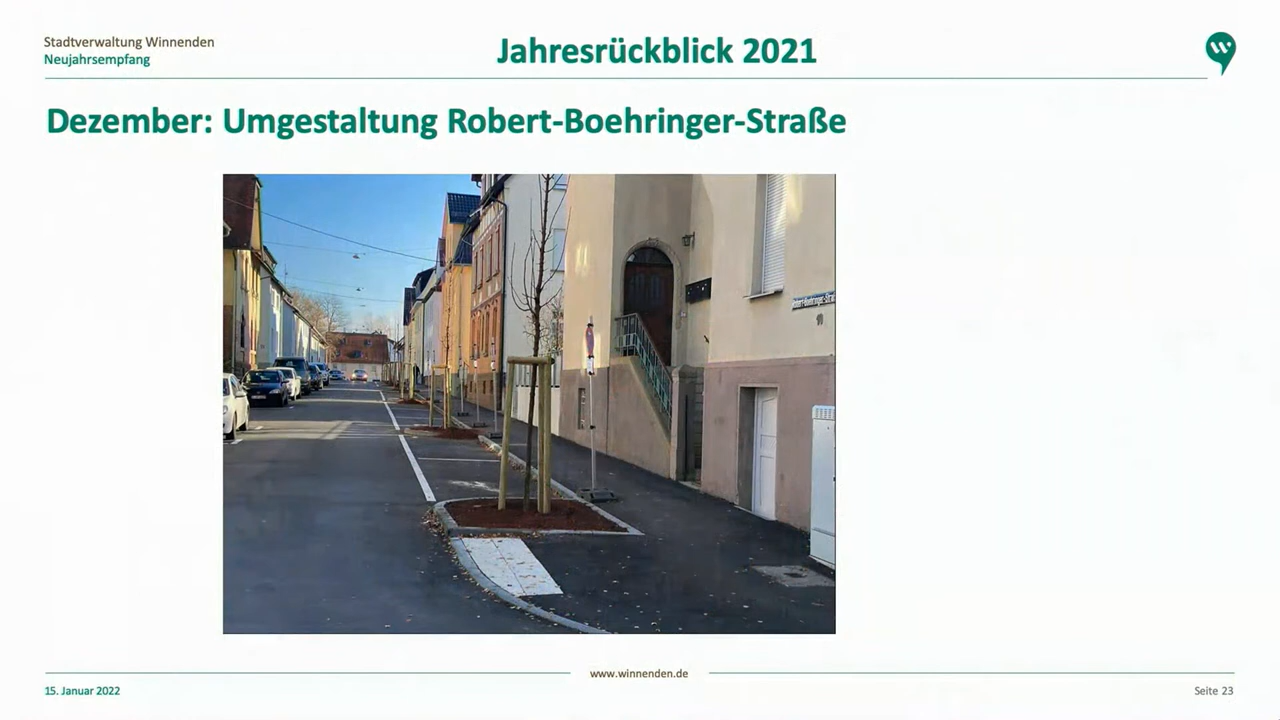 Stadtverwaltung Winnenden
Neujahrsempfang
Jahresrückblick 2021
w
Dezember: Umgestaltung Robert-Boehringer-Straße
www.winnenden.de
15. Januar 2022
Seite 23